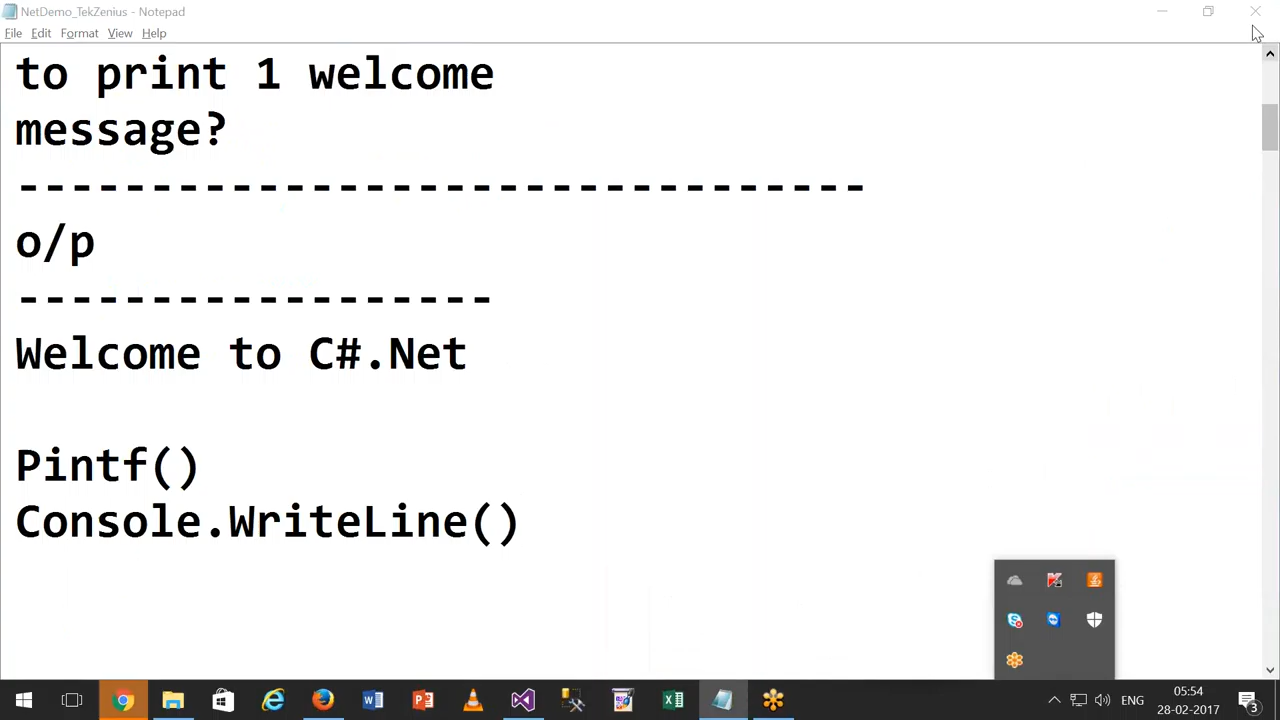 NetDemo_TekZenius - Notepad
File Edit Format View Help
to print 1 welcome
message?
--------------------------------
o/p
------------------
Welcome to C#.Net
Pintf()
Console.WriteLine()
ENG
05:54
28-02-2017
3